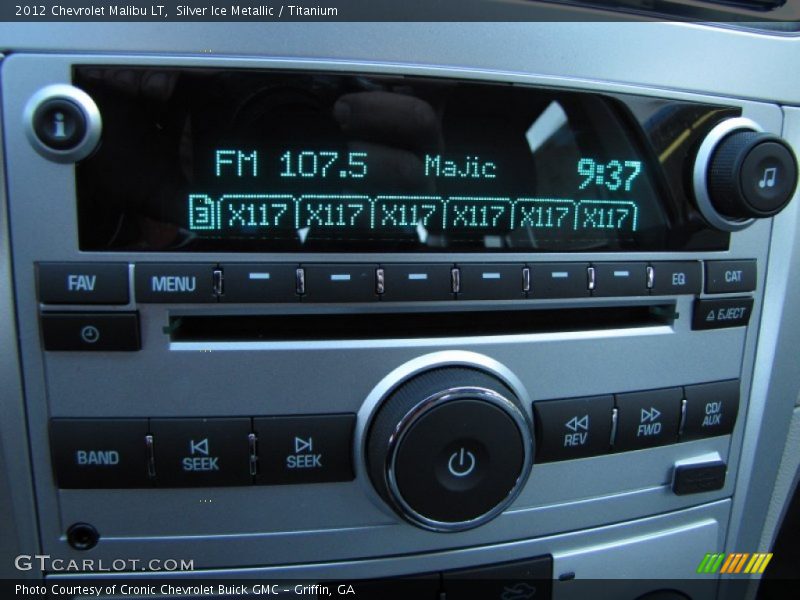 2012 Chevrolet Malibu LT, Silver Ice Metallic / Titanium
i
FM 107.5 Majic 9:37
3 X117 X117 X117 X117 X117 X117
FAV MENU EQ CAT
EJECT
BAND SEEK SEEK REV FWD CD/AUX
GTCARLOT.COM
Photo Courtesy of Cronic Chevrolet Buick GMC – Griffin, GA